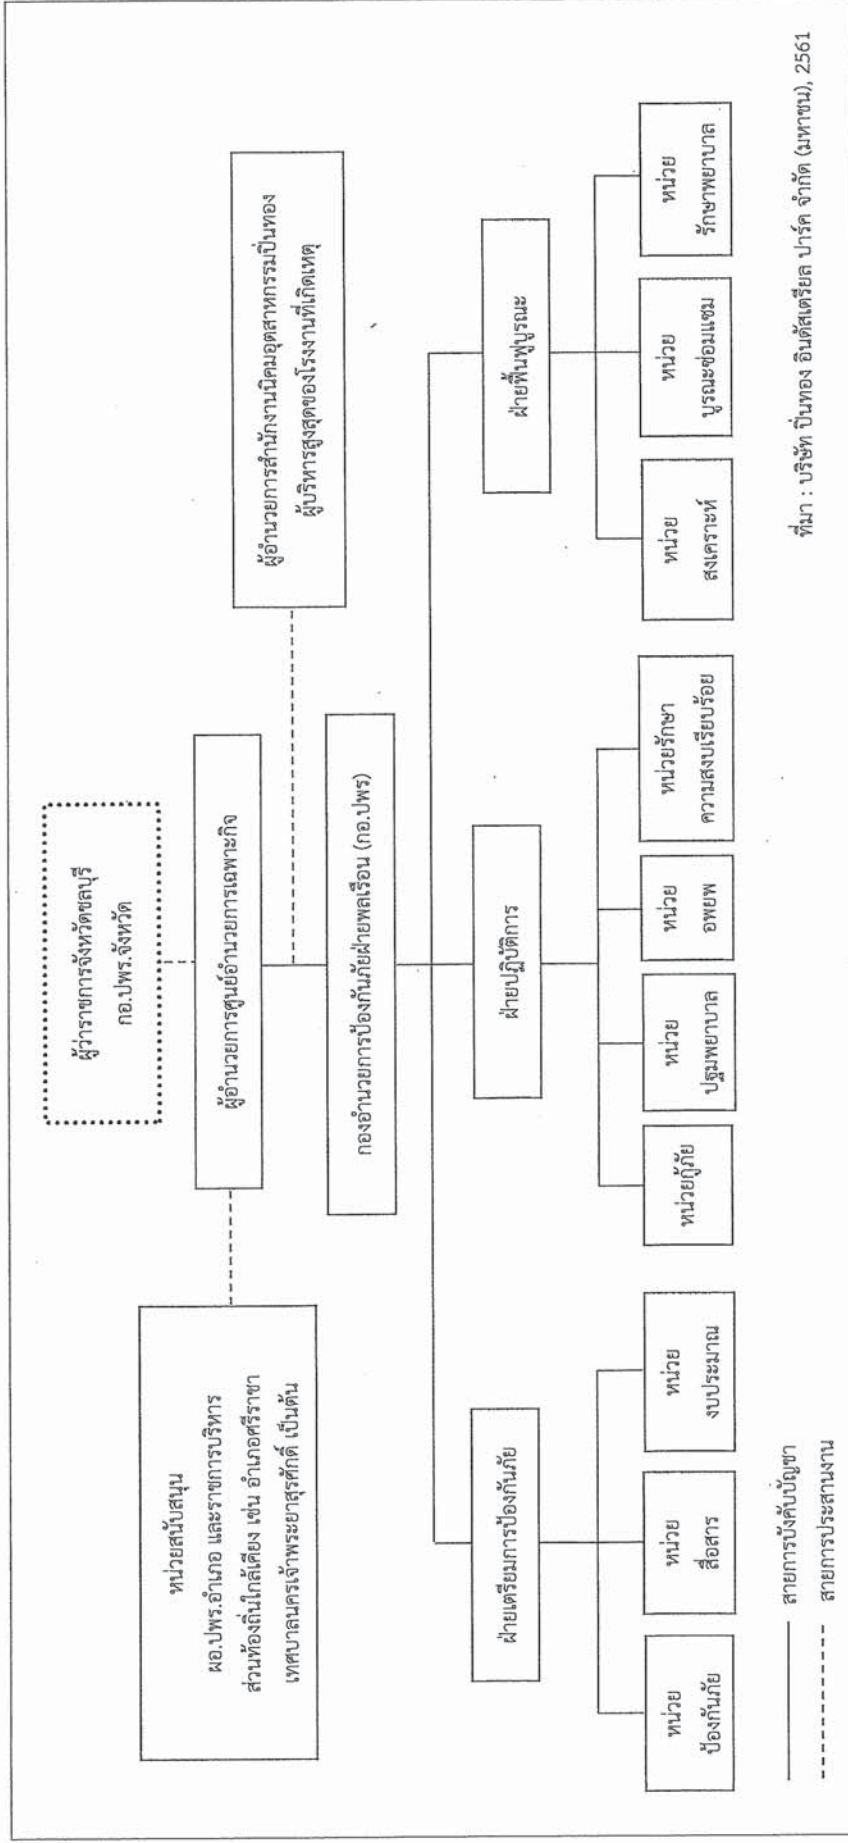 ผู้ว่าราชการจังหวัดชลบุรี
กอ.ปพร.จังหวัด
หน่วยสนับสนุน
ผอ.ปพร.อำเภอ และราชการบริหาร
ส่วนท้องถิ่นใกล้เคียง เช่น อำเภอศรีราชา
เทศบาลนครเจ้าพระยาสุรศักดิ์ เป็นต้น
ผู้อำนวยการศูนย์อำนวยการเฉพาะกิจ
ผู้อำนวยการสำนักงานนิคมอุตสาหกรรมปิ่นทอง
ผู้บริหารสูงสุดของโรงงานที่เกิดเหตุ
กองอำนวยการป้องกันภัยฝ่ายพลเรือน (กอ.ปพร)
ฝ่ายเตรียมการป้องกันภัย
ฝ่ายปฏิบัติการ
ฝ่ายฟื้นฟูบูรณะ
หน่วย
ป้องกันภัย
หน่วย
สื่อสาร
หน่วย
งบประมาณ
หน่วยกู้ภัย
หน่วย
ปฐมพยาบาล
หน่วย
อพยพ
หน่วยรักษา
ความสงบเรียบร้อย
หน่วย
สงเคราะห์
หน่วย
บูรณะซ่อมแซม
หน่วย
รักษาพยาบาล
สายการบังคับบัญชา
สายการประสานงาน
ที่มา : บริษัท ปิ่นทอง อินดัสเตรียล ปาร์ค จำกัด (มหาชน), 2561